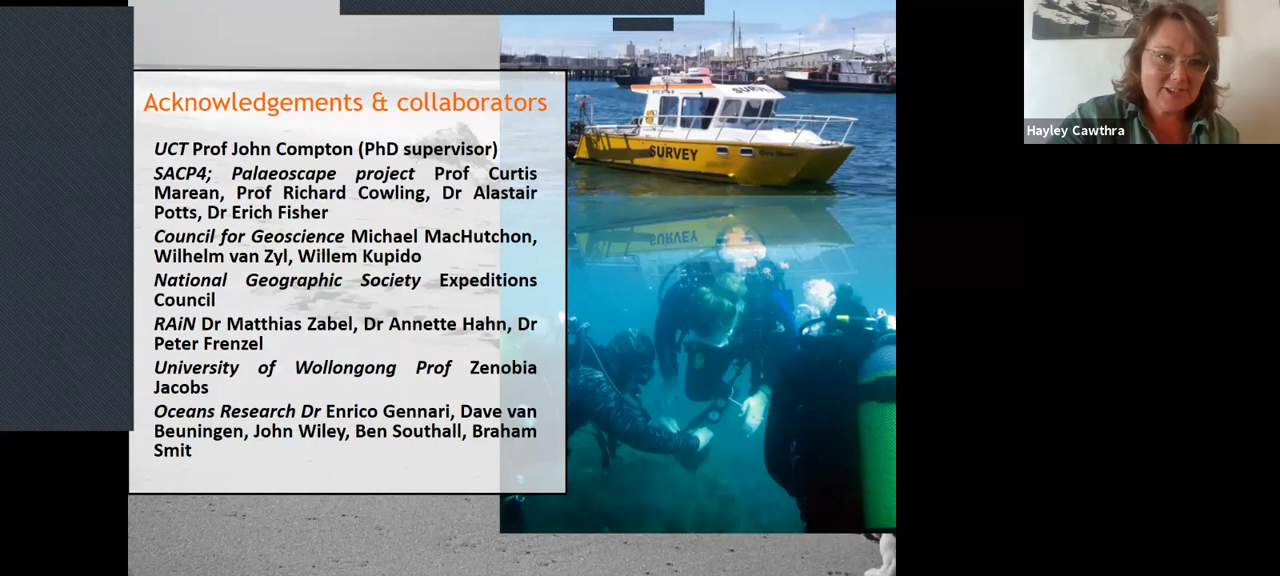 Acknowledgements & collaborators
UCT Prof John Compton (PhD supervisor)
SACP4; Palaeoscape project Prof Curtis
Marean, Prof Richard Cowling, Dr Alastair
Potts, Dr Erich Fisher
Council for Geoscience Michael MacHutchon,
Wilhelm van Zyl, Willem Kupido
National Geographic Society Expeditions
Council
RAiN Dr Matthias Zabel, Dr Annette Hahn, Dr
Peter Frenzel
University of Wollongong Prof Zenobia
Jacobs
Oceans Research Dr Enrico Gennari, Dave van
Beuningen, John Wiley, Ben Southall, Braham
Smit
SURVEY
SURVEY
SURVEY
Hayley Cawthra